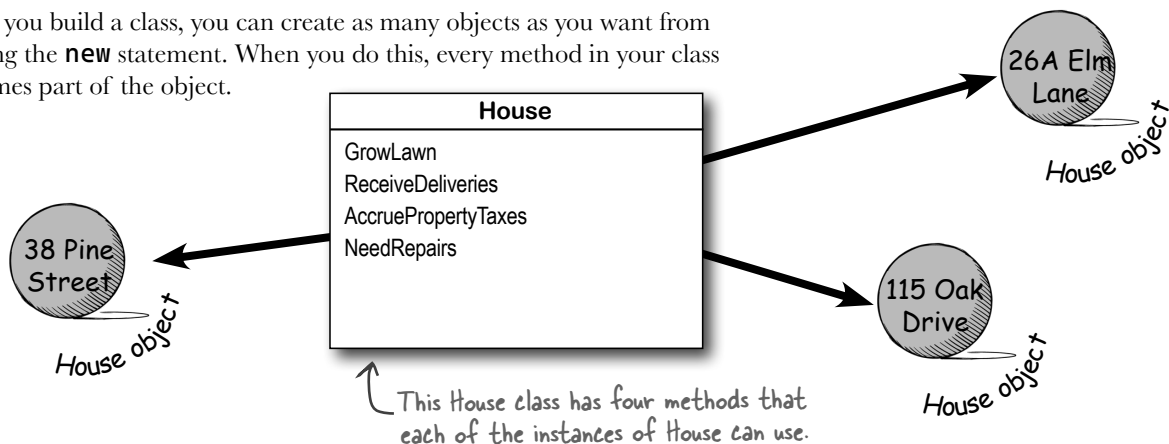 you build a class, you can create as many objects as you want from
the new statement. When you do this, every method in your class
part of the object.
House
GrowLawn
ReceiveDeliveries
AccruePropertyTaxes
NeedRepairs
26A Elm
Lane
House object
38 Pine
Street
House object
115 Oak
Drive
House object
This House class has four methods that
each of the instances of House can use.